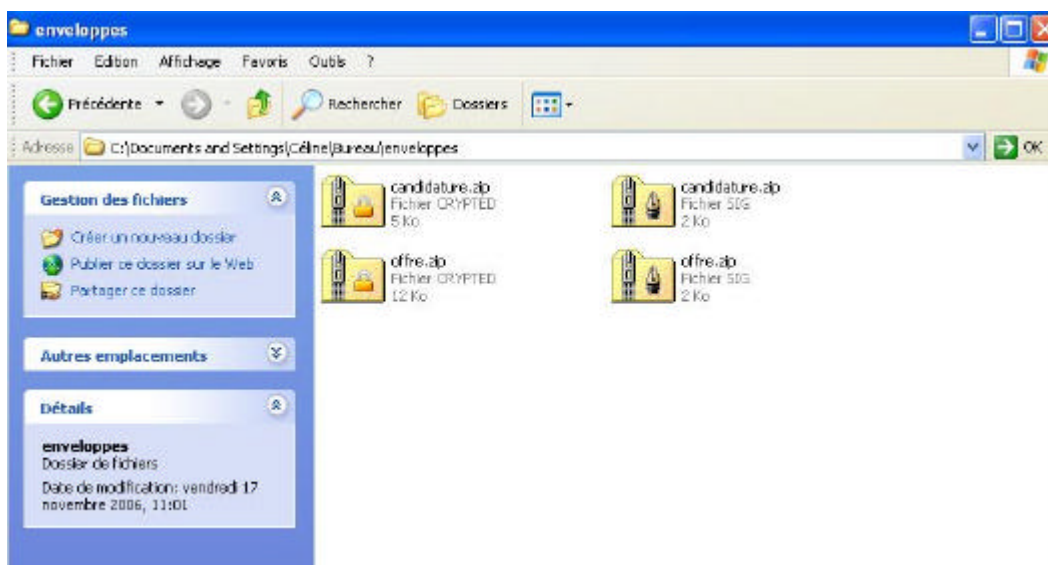 enveloppes
Fichier Edition Affichage Favoris Outils ?
Précédente Rechercher Dossiers
Adresse C:\Documents and Settings\Céline\Bureau\enveloppes OK
Gestion des fichiers
Créer un nouveau dossier
Publier ce dossier sur le Web
Partager ce dossier
Autres emplacements
Détails
enveloppes
Dossier de fichiers
Date de modification: vendredi 17
novembre 2006, 11:01
candidature.zip
Fichier CRYPTED
5 Ko
candidature.zip
Fichier SIG
2 Ko
offre.zip
Fichier CRYPTED
12 Ko
offre.zip
Fichier SIG
2 Ko